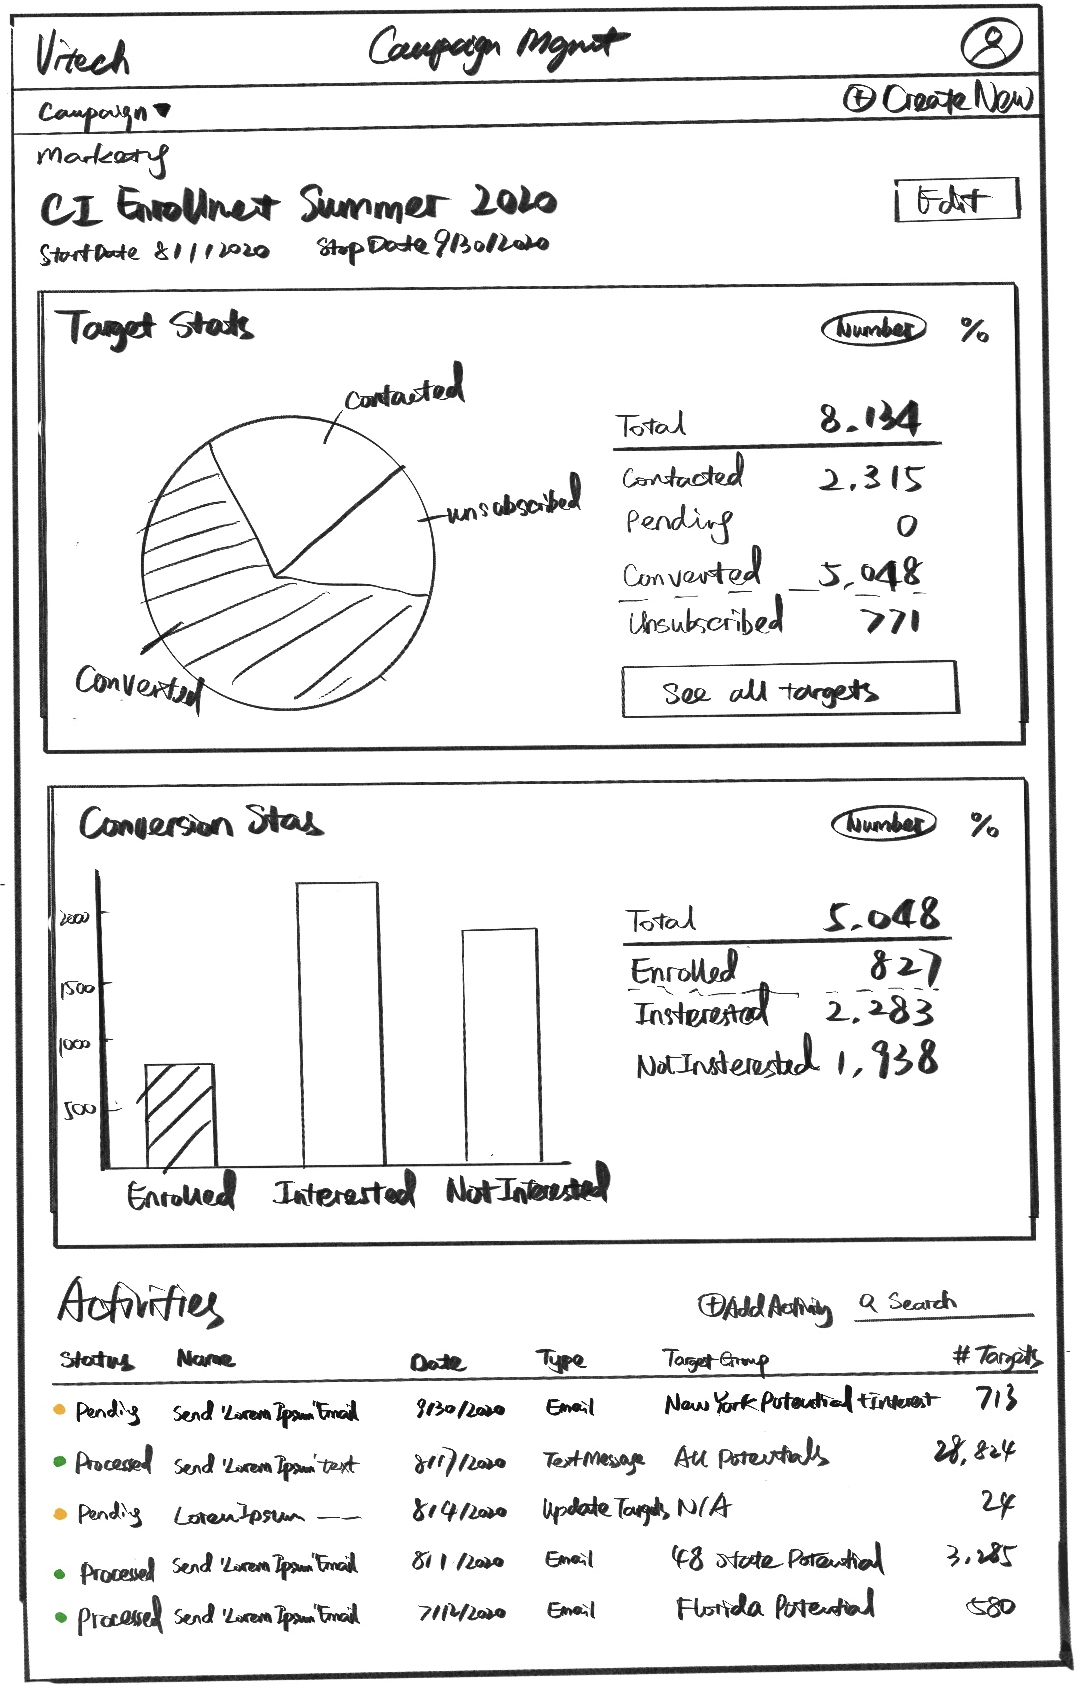 Vitech
Campaign Mgmt
Campaign
Create New
Marketing
CI Enrollnet Summer 2020
Edit
Start Date 8/1/2020 Stop Date 9/30/2020
Target Stats
Number %
contacted
unsubscribed
Converted
Total 8.134
Contacted 2.315
Pending 0
Converted 5,048
Unsubscribed 771
See all targets
Conversion Stas
Number %
2000
1500
1000
500
Enrolled Interested Not Interested
Total 5.048
Enrolled 827
Insterested 2.283
Not Insterested 1,938
Activities
Add Activity
Search
Status Name Date Type Target Group # Targets
Pending Send 'Lorem Ipsum' Email 9/30/2020 Email New York Potential + Interest 713
Processed Send 'Lorem Ipsum' text 8/17/2020 Text Message All Potentials 28,824
Pending Lorem Ipsum 8/4/2020 Update Targets N/A 24
Processed Send 'Lorem Ipsum' Email 8/1/2020 Email 48 state Potential 3,285
Processed Send 'Lorem Ipsum' Email 7/12/2020 Email Florida Potential 580